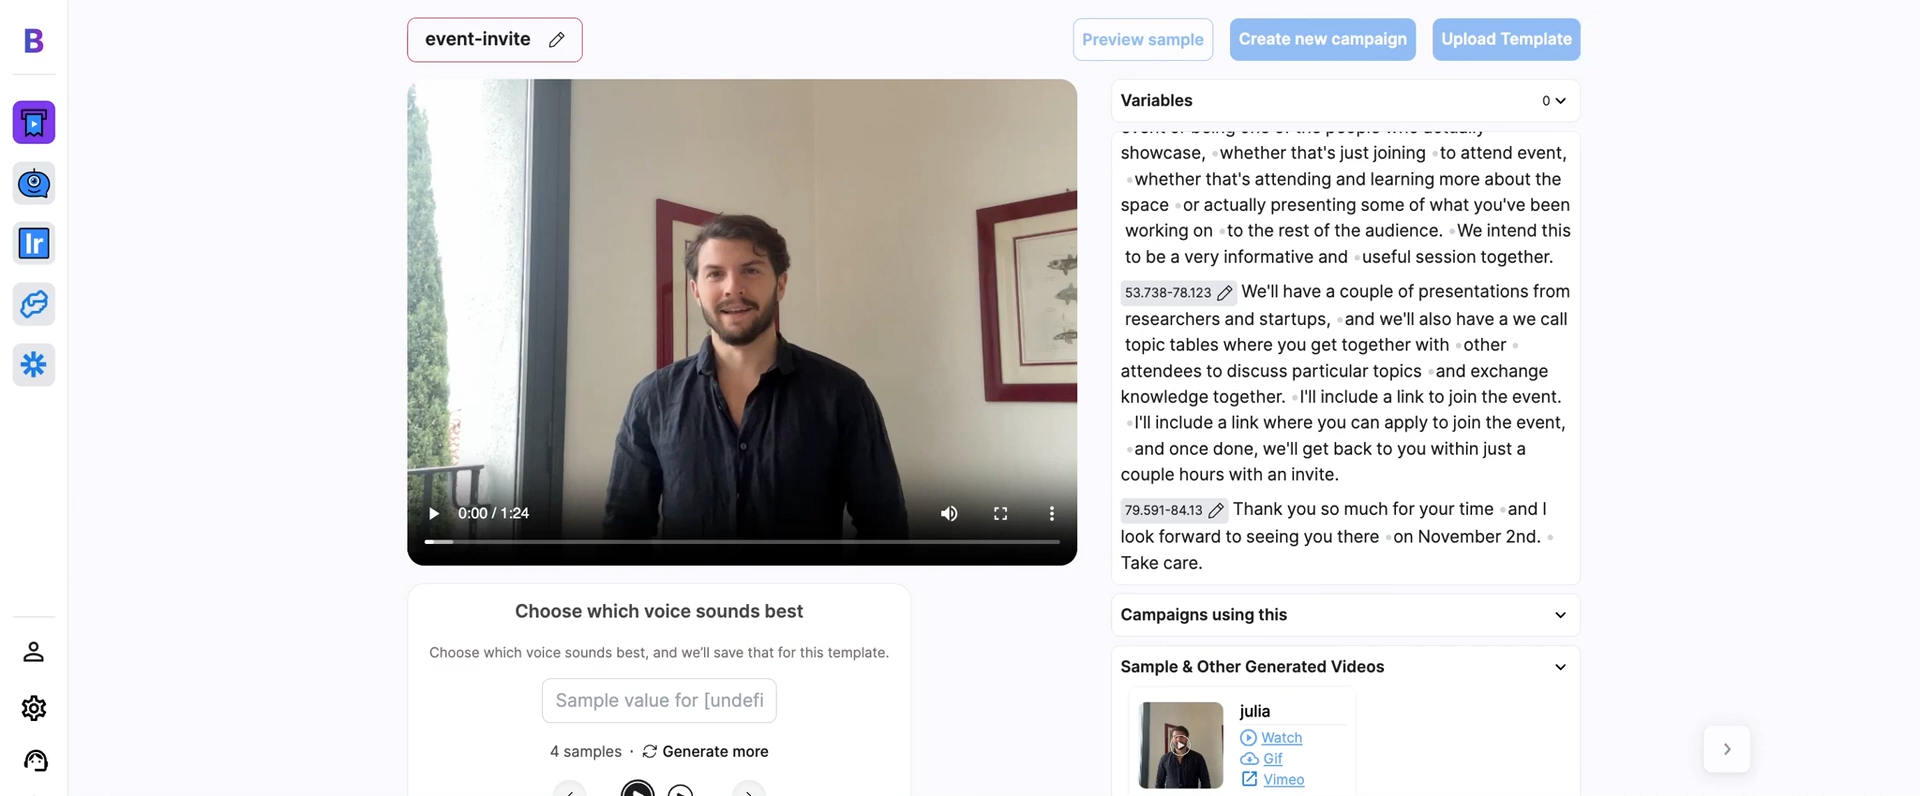 B
event-invite
Preview sample
Create new campaign
Upload Template
lr
Variables
0
showcase, •whether that's just joining •to attend event,
•whether that's attending and learning more about the
space •or actually presenting some of what you've been
working on •to the rest of the audience. •We intend this
to be a very informative and •useful session together.
53.738-78.123 We'll have a couple of presentations from
researchers and startups, •and we'll also have a we call
topic tables where you get together with •other •
attendees to discuss particular topics •and exchange
knowledge together. •I'll include a link to join the event.
•I'll include a link where you can apply to join the event,
•and once done, we'll get back to you within just a
couple hours with an invite.
79.591-84.13 Thank you so much for your time •and I
look forward to seeing you there •on November 2nd. •
Take care.
0:00 / 1:24
Choose which voice sounds best
Choose which voice sounds best, and we'll save that for this template.
Sample value for [undefi
4 samples · Generate more
Campaigns using this
Sample & Other Generated Videos
julia
Watch
Gif
Vimeo